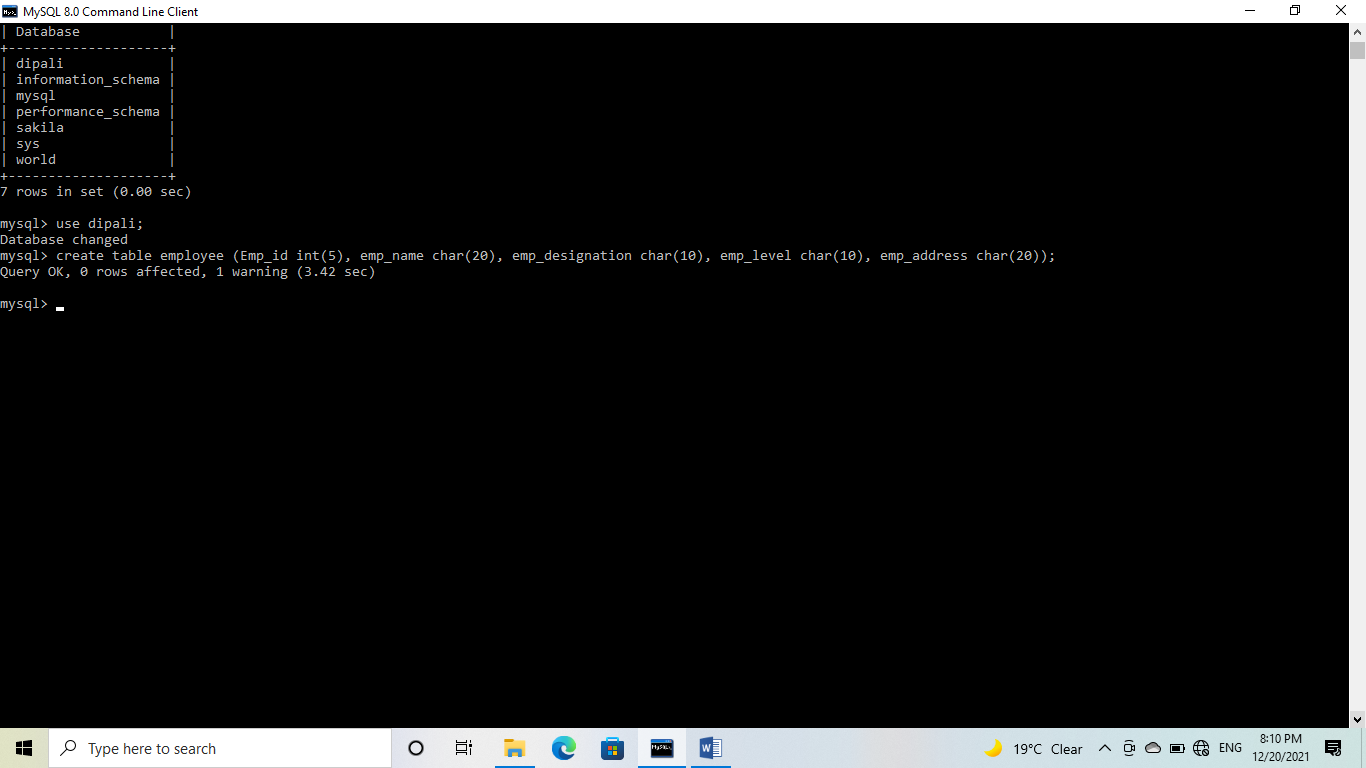 MySQL 8.0 Command Line Client
| Database           |
+--------------------+
| dipali             |
| information_schema |
| mysql              |
| performance_schema |
| sakila             |
| sys                |
| world              |
+--------------------+
7 rows in set (0.00 sec)
mysql> use dipali;
Database changed
mysql> create table employee (Emp_id int(5), emp_name char(20), emp_designation char(10), emp_level char(10), emp_address char(20));
Query OK, 0 rows affected, 1 warning (3.42 sec)
mysql> _
Type here to search
19°C Clear
ENG
8:10 PM
12/20/2021